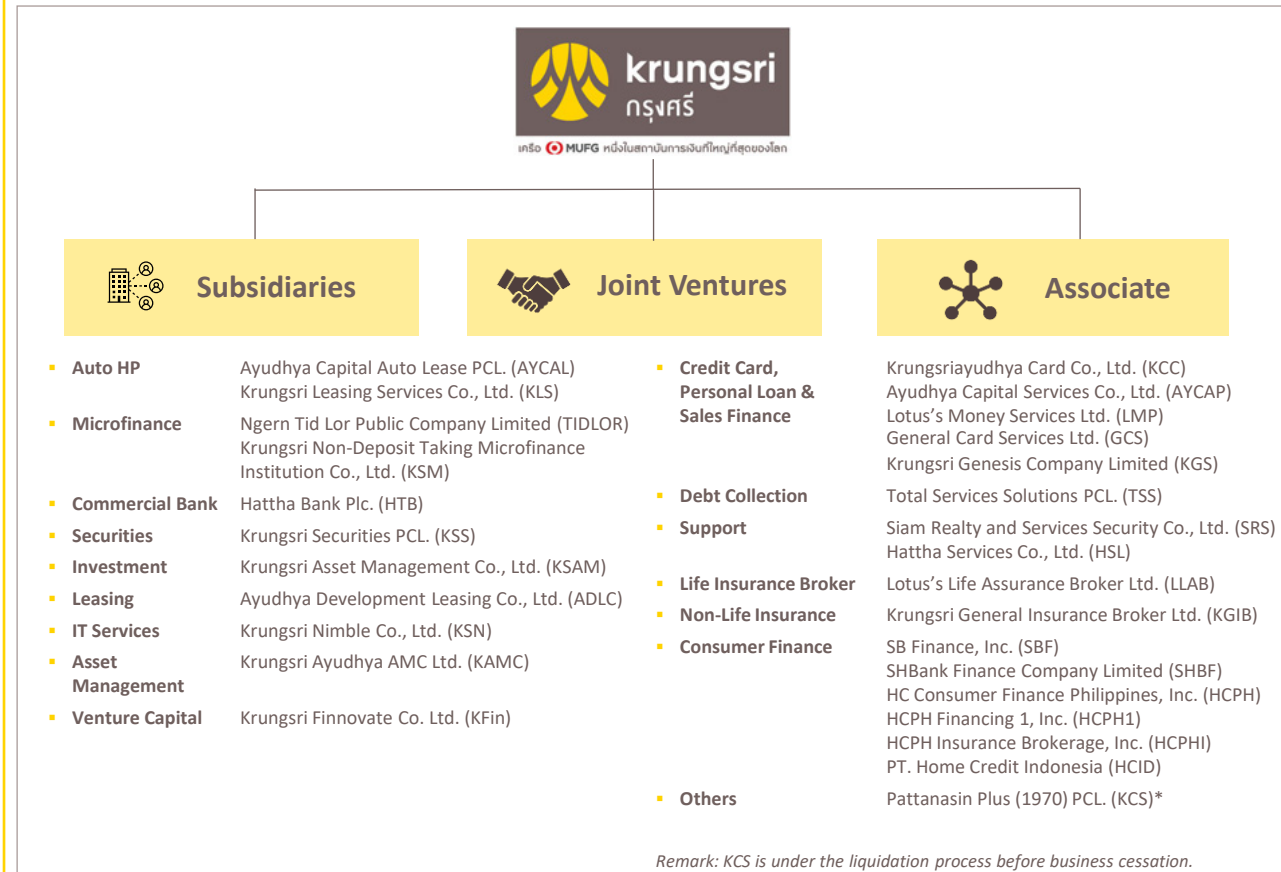 krungsri
กรุงศรี
เครือ MUFG หนึ่งในสถาบันการเงินที่ใหญ่ที่สุดของโลก
Subsidiaries
Joint Ventures
Associate
Auto HP
Ayudhya Capital Auto Lease PCL. (AYCAL)
Krungsri Leasing Services Co., Ltd. (KLS)
Microfinance
Ngern Tid Lor Public Company Limited (TIDLOR)
Krungsri Non-Deposit Taking Microfinance
Institution Co., Ltd. (KSM)
Commercial Bank
Hattha Bank Plc. (HTB)
Securities
Krungsri Securities PCL. (KSS)
Investment
Krungsri Asset Management Co., Ltd. (KSAM)
Leasing
Ayudhya Development Leasing Co., Ltd. (ADLC)
IT Services
Krungsri Nimble Co., Ltd. (KSN)
Asset
Management
Krungsri Ayudhya AMC Ltd. (KAMC)
Venture Capital
Krungsri Finnovate Co. Ltd. (KFin)
Credit Card,
Personal Loan &
Sales Finance
Krungsriayudhya Card Co., Ltd. (KCC)
Ayudhya Capital Services Co., Ltd. (AYCAP)
Lotus's Money Services Ltd. (LMP)
General Card Services Ltd. (GCS)
Krungsri Genesis Company Limited (KGS)
Debt Collection
Total Services Solutions PCL. (TSS)
Support
Siam Realty and Services Security Co., Ltd. (SRS)
Hattha Services Co., Ltd. (HSL)
Life Insurance Broker
Lotus's Life Assurance Broker Ltd. (LLAB)
Non-Life Insurance
Krungsri General Insurance Broker Ltd. (KGIB)
Consumer Finance
SB Finance, Inc. (SBF)
SHBank Finance Company Limited (SHBF)
HC Consumer Finance Philippines, Inc. (HCPH)
HCPH Financing 1, Inc. (HCPH1)
HCPH Insurance Brokerage, Inc. (HCPHI)
PT. Home Credit Indonesia (HCID)
Others
Pattanasin Plus (1970) PCL. (KCS)*
Remark: KCS is under the liquidation process before business cessation.